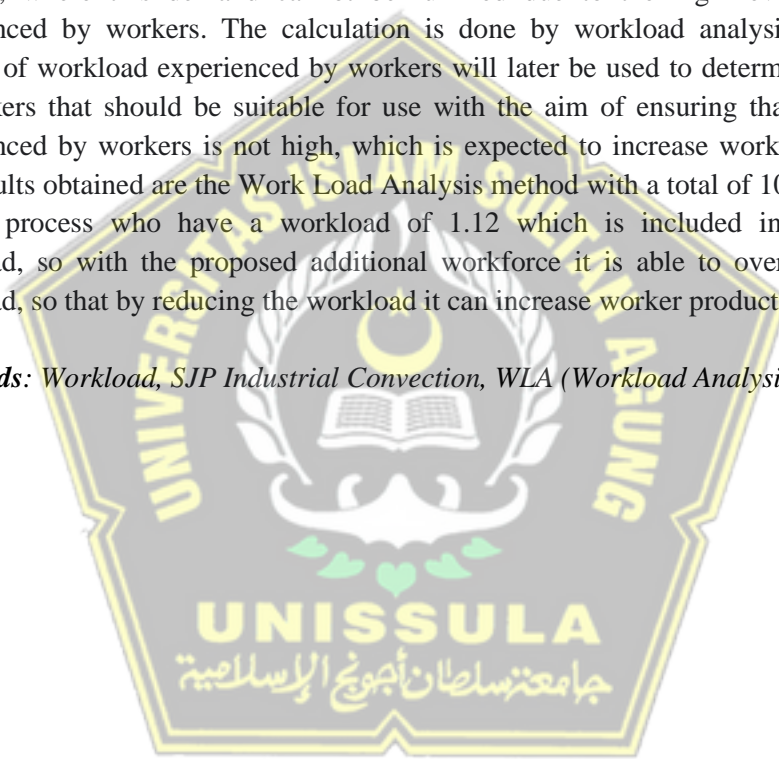 enced by workers. The calculation is done by workload analysis
of workload experienced by workers will later be used to determ
kers that should be suitable for use with the aim of ensuring tha
nced by workers is not high, which is expected to increase work
ults obtained are the Work Load Analysis method with a total of 10
process who have a workload of 1.12 which is included in
ad, so with the proposed additional workforce it is able to over
ad, so that by reducing the workload it can increase worker product
ds: Workload, SJP Industrial Convection, WLA (Workload Analysi
UNIVERSITAS ISLAM SULTAN AGUNG
UNISSULA
جامعة سلطان أجونج الإسلامية